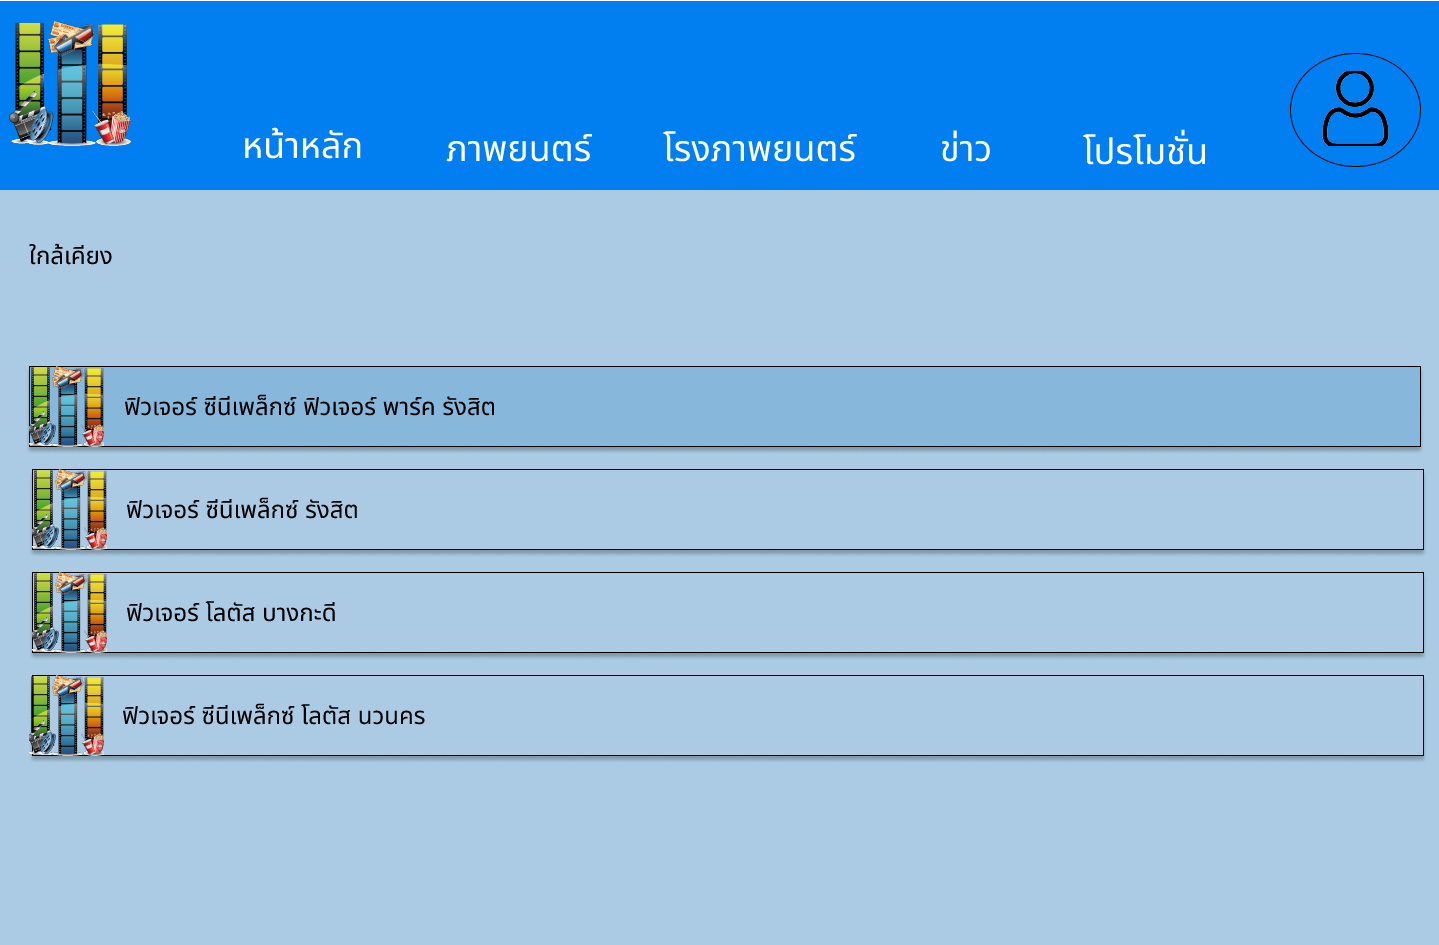 หน้าหลัก ภาพยนตร์ โรงภาพยนตร์ ข่าว โปรโมชั่น
ใกล้เคียง
ฟิวเจอร์ ซีนีเพล็กซ์ ฟิวเจอร์ พาร์ค รังสิต
ฟิวเจอร์ ซีนีเพล็กซ์ รังสิต
ฟิวเจอร์ โลตัส บางกะดี
ฟิวเจอร์ ซีนีเพล็กซ์ โลตัส นวนคร